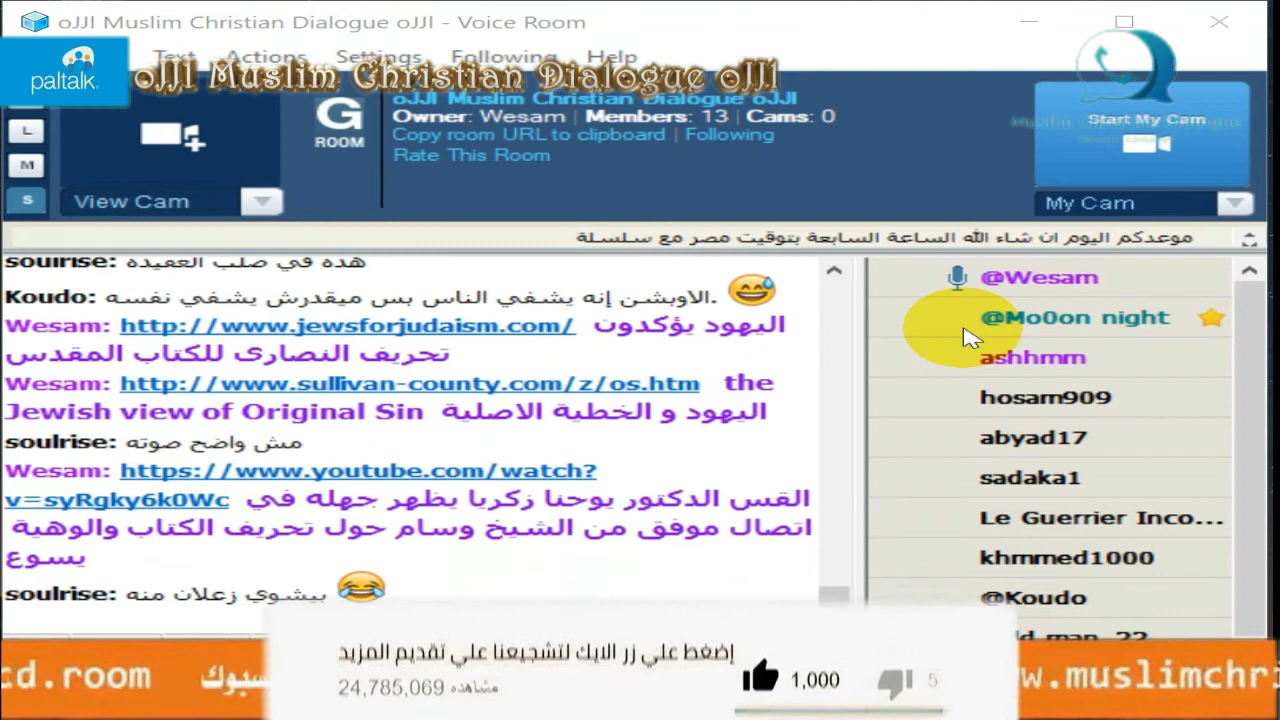 oJJl Muslim Christian Dialogue oJJl - Voice Room
Text Actions Settings Following Help
paltalk
oJJl Muslim Christian Dialogue oJJl
oJJl Muslim Christian Dialogue oJJl
Owner: Wesam | Members: 13 | Cams: 0
Copy room URL to clipboard | Following
Rate This Room
G
ROOM
L
M
S
View Cam
Start My Cam
My Cam
موعدكم اليوم ان شاء الله الساعة السابعة بتوقيت مصر مع سلسلة
soulrise: هذه في صلب العقيدة
Koudo: الاوبشن إنه يشفي الناس بس ميقدرش يشفي نفسه.
Wesam: http://www.jewsforjudaism.com/ اليهود يؤكدون
تحريف النصارى للكتاب المقدس
Wesam: http://www.sullivan-county.com/z/os.htm the
Jewish view of Original Sin اليهود و الخطية الاصلية
soulrise: مش واضح صوته
Wesam: https://www.youtube.com/watch?
v=syRgky6k0Wc القس الدكتور يوحنا زكريا يظهر جهله في
اتصال موفق من الشيخ وسام حول تحريف الكتاب والوهية
يسوع
soulrise: بيشوي زعلان منه
@Wesam
@Mo0on night
ashhmm
hosam909
abyad17
sadaka1
Le Guerrier Inco...
khmmed1000
@Koudo
إضغط علي زر الايك لتشجيعنا علي تقديم المزيد
24,785,069 مشاهده
1,000
5
cd.room
w.muslimchri